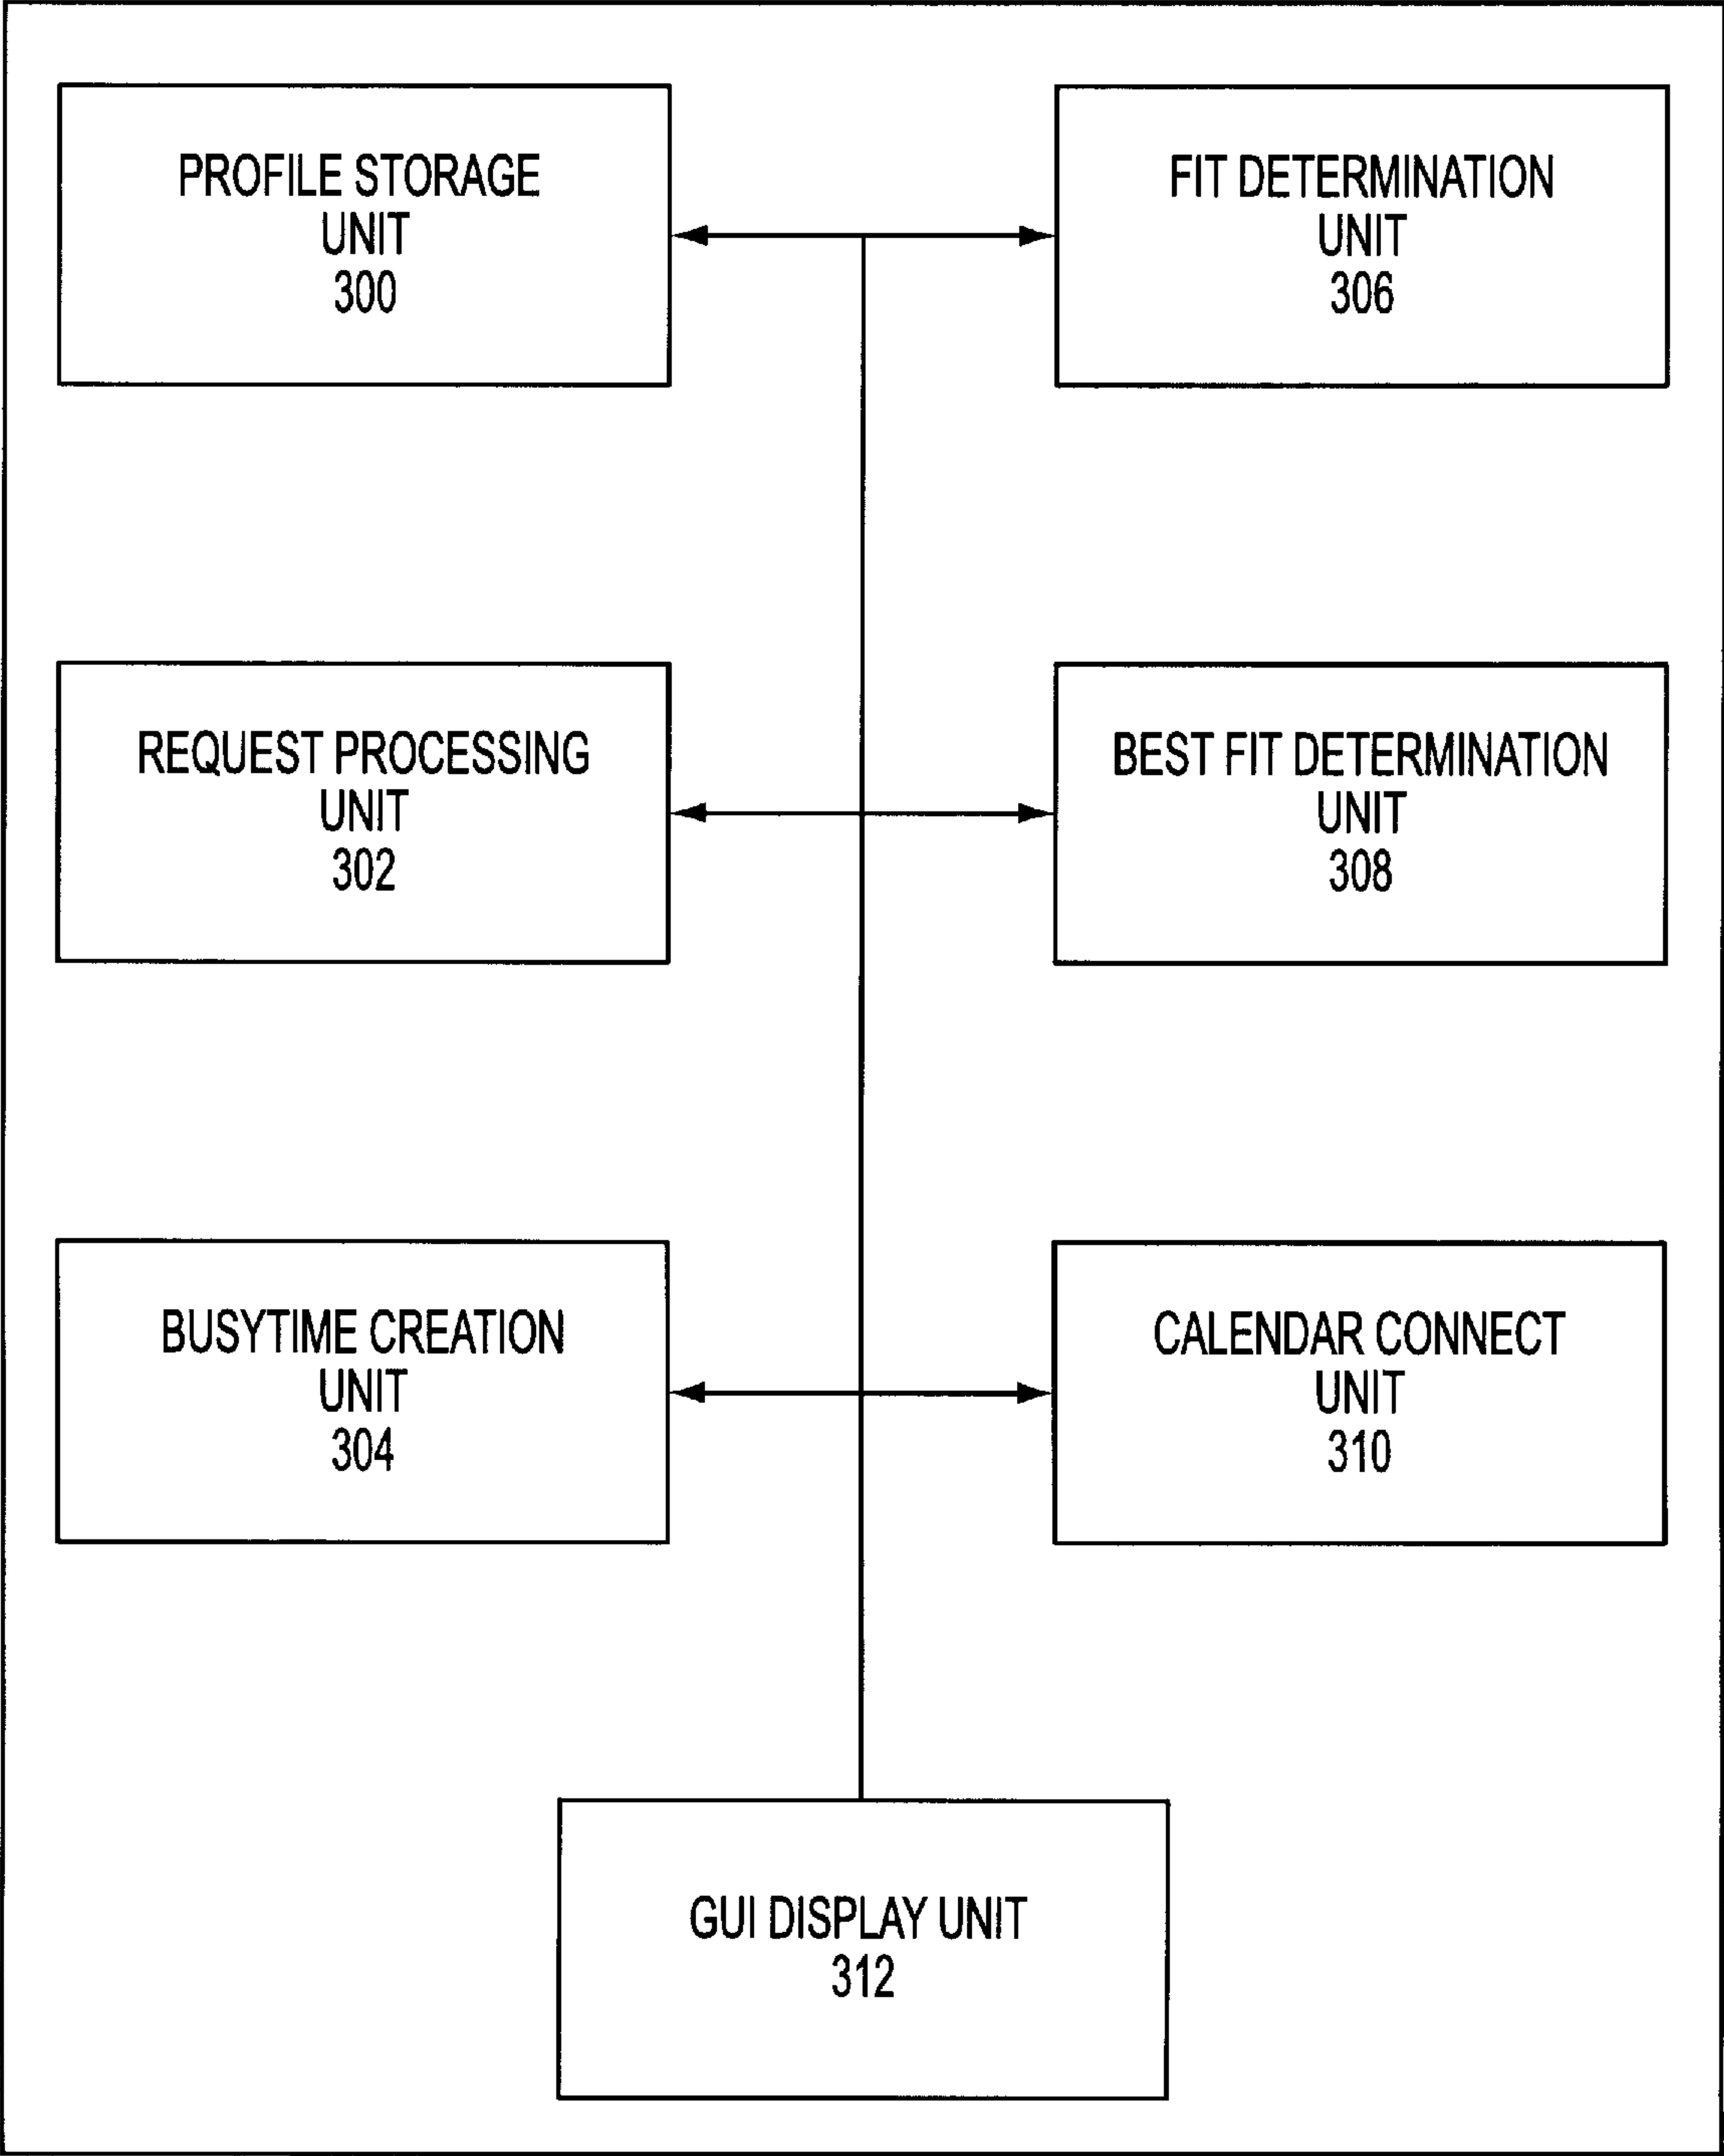 PROFILE STORAGE
UNIT
300
FIT DETERMINATION
UNIT
306
REQUEST PROCESSING
UNIT
302
BEST FIT DETERMINATION
UNIT
308
BUSYTIME CREATION
UNIT
304
CALENDAR CONNECT
UNIT
310
GUI DISPLAY UNIT
312